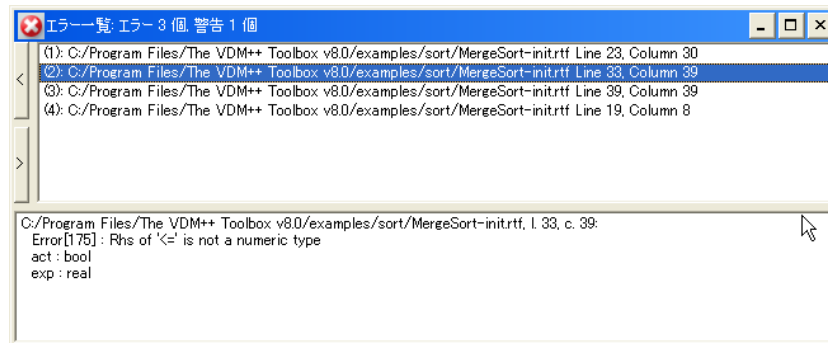 エラー一覧: エラー 3 個, 警告 1 個
(1): C:/Program Files/The VDM++ Toolbox v8.0/examples/sort/MergeSort-init.rtf Line 23, Column 30
(2): C:/Program Files/The VDM++ Toolbox v8.0/examples/sort/MergeSort-init.rtf Line 33, Column 39
(3): C:/Program Files/The VDM++ Toolbox v8.0/examples/sort/MergeSort-init.rtf Line 39, Column 39
(4): C:/Program Files/The VDM++ Toolbox v8.0/examples/sort/MergeSort-init.rtf Line 19, Column 8
<
>
C:/Program Files/The VDM++ Toolbox v8.0/examples/sort/MergeSort-init.rtf, l. 33, c. 39:
Error[175] : Rhs of '<=' is not a numeric type
act : bool
exp : real